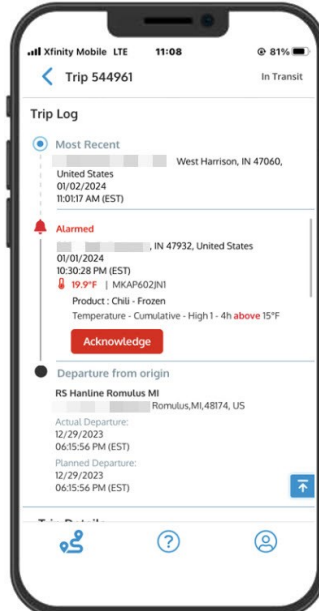 Xfinity Mobile LTE 11:08 81%
Trip 544961 In Transit
Trip Log
Most Recent
West Harrison, IN 47060,
United States
01/02/2024
11:01:17 AM (EST)
Alarmed
, IN 47932, United States
01/01/2024
10:30:28 PM (EST)
19.9°F | MKAP602JN1
Product : Chili - Frozen
Temperature - Cumulative - High 1 - 4h above 15°F
Acknowledge
Departure from origin
RS Hanline Romulus MI
Romulus,MI,48174, US
Actual Departure:
12/29/2023
06:15:56 PM (EST)
Planned Departure:
12/29/2023
06:15:56 PM (EST)